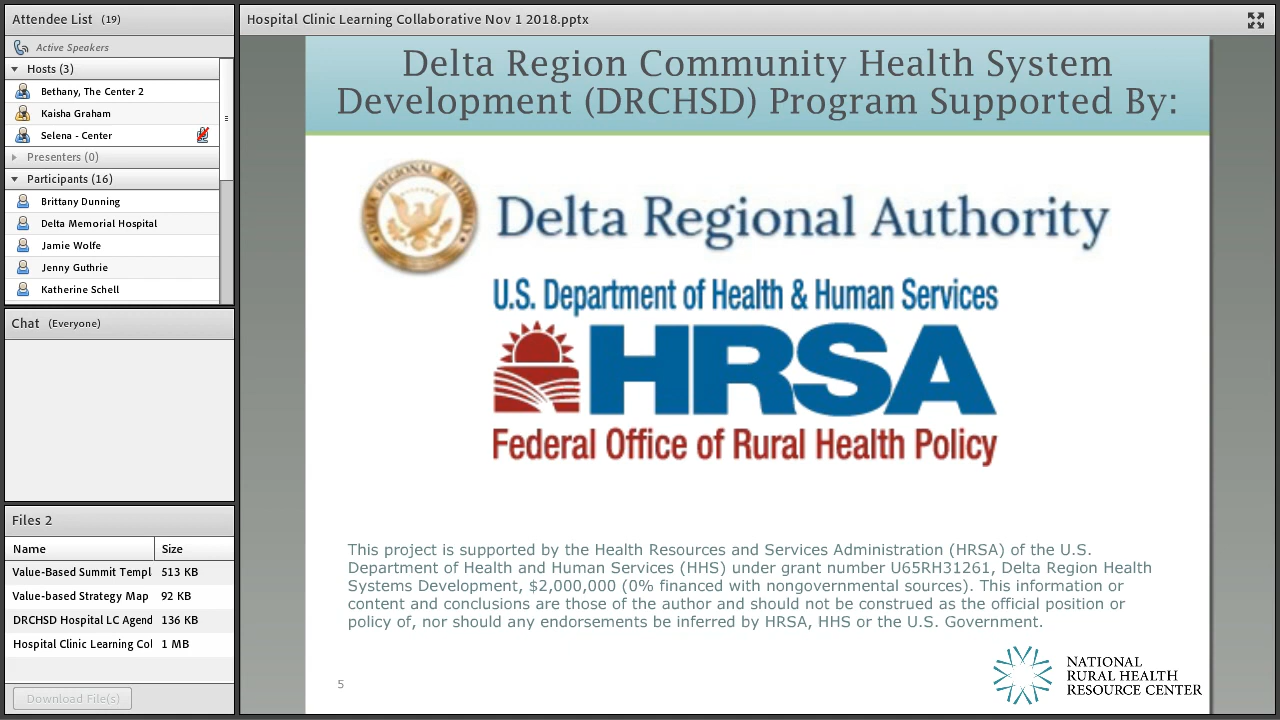 Attendee List (19)
Active Speakers
Hosts (3)
Bethany, The Center 2
Kaisha Graham
Selena - Center
Presenters (0)
Participants (16)
Brittany Dunning
Delta Memorial Hospital
Jamie Wolfe
Jenny Guthrie
Katherine Schell
Chat (Everyone)
Files 2
Name Size
Value-Based Summit Templ 513 KB
Value-based Strategy Map 92 KB
DRCHSD Hospital LC Agend 136 KB
Hospital Clinic Learning Col 1 MB
Download File(s)
Hospital Clinic Learning Collaborative Nov 1 2018.pptx
Delta Region Community Health System
Development (DRCHSD) Program Supported By:
Delta Regional Authority
U.S. Department of Health & Human Services
HRSA
Federal Office of Rural Health Policy
This project is supported by the Health Resources and Services Administration (HRSA) of the U.S.
Department of Health and Human Services (HHS) under grant number U65RH31261, Delta Region Health
Systems Development, $2,000,000 (0% financed with nongovernmental sources). This information or
content and conclusions are those of the author and should not be construed as the official position or
policy of, nor should any endorsements be inferred by HRSA, HHS or the U.S. Government.
5
NATIONAL
RURAL HEALTH
RESOURCE CENTER